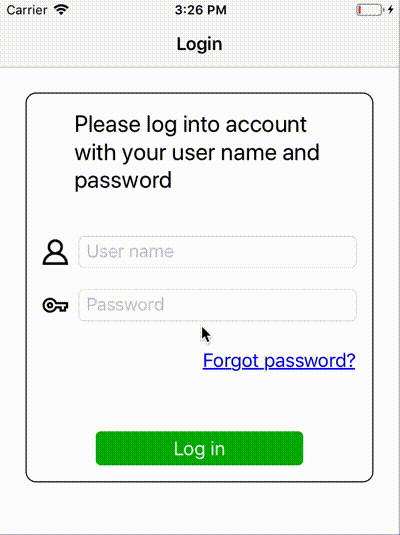 Carrier 3:26 PM
Login
Please log into account
with your user name and
password
User name
Password
Forgot password?
Log in